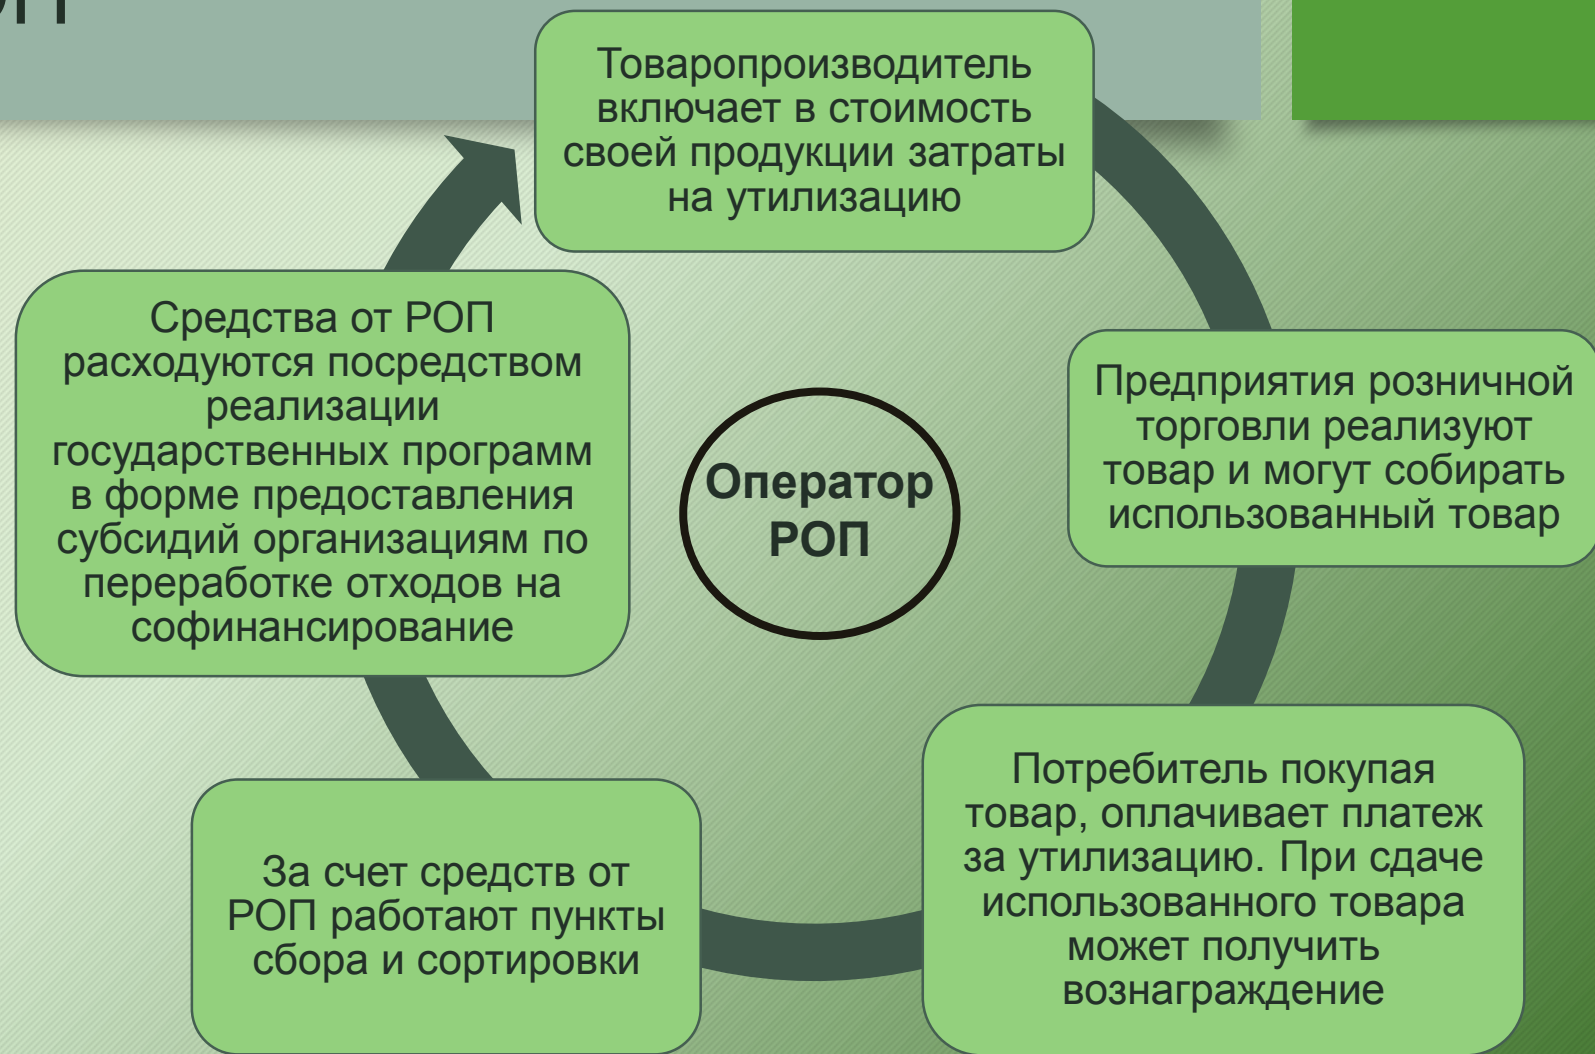 ОП
Товаропроизводитель
включает в стоимость
своей продукции затраты
на утилизацию
Предприятия розничной
торговли реализуют
товар и могут собирать
использованный товар
Потребитель покупая
товар, оплачивает платеж
за утилизацию. При сдаче
использованного товара
может получить
вознаграждение
За счет средств от
РОП работают пункты
сбора и сортировки
Средства от РОП
расходуются посредством
реализации
государственных программ
в форме предоставления
субсидий организациям по
переработке отходов на
софинансирование
Оператор
РОП